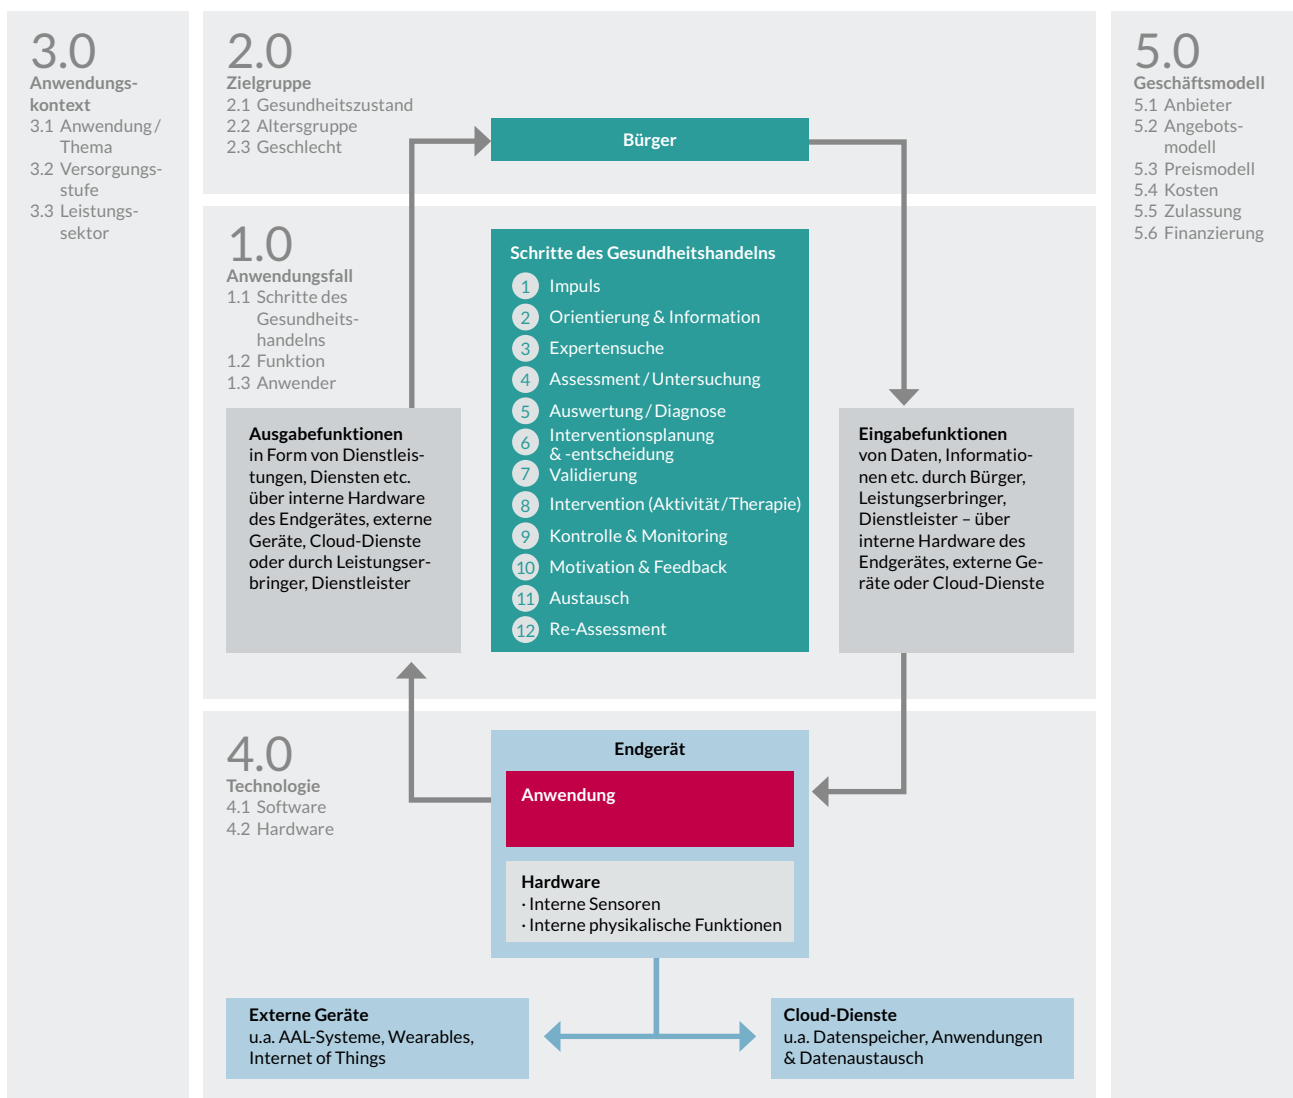 3.0
Anwendungs-
kontext
3.1 Anwendung /
Thema
3.2 Versorgungs-
stufe
3.3 Leistungs-
sektor
2.0
Zielgruppe
2.1 Gesundheitszustand
2.2 Altersgruppe
2.3 Geschlecht
Bürger
5.0
Geschäftsmodell
5.1 Anbieter
5.2 Angebots-
modell
5.3 Preismodell
5.4 Kosten
5.5 Zulassung
5.6 Finanzierung
1.0
Anwendungsfall
1.1 Schritte des
Gesundheits-
handelns
1.2 Funktion
1.3 Anwender
Ausgabefunktionen
in Form von Dienstleis-
tungen, Diensten etc.
über interne Hardware
des Endgerätes, externe
Geräte, Cloud-Dienste
oder durch Leistungser-
bringer, Dienstleister
Schritte des Gesundheitshandelns
1 Impuls
2 Orientierung & Information
3 Expertensuche
4 Assessment / Untersuchung
5 Auswertung / Diagnose
6 Interventionsplanung
& -entscheidung
7 Validierung
8 Intervention (Aktivität / Therapie)
9 Kontrolle & Monitoring
10 Motivation & Feedback
11 Austausch
12 Re-Assessment
Eingabefunktionen
von Daten, Informatio-
nen etc. durch Bürger,
Leistungserbringer,
Dienstleister – über
interne Hardware des
Endgerätes, externe Ge-
räte oder Cloud-Dienste
4.0
Technologie
4.1 Software
4.2 Hardware
Endgerät
Anwendung
Hardware
· Interne Sensoren
· Interne physikalische Funktionen
Externe Geräte
u.a. AAL-Systeme, Wearables,
Internet of Things
Cloud-Dienste
u.a. Datenspeicher, Anwendungen
& Datenaustausch